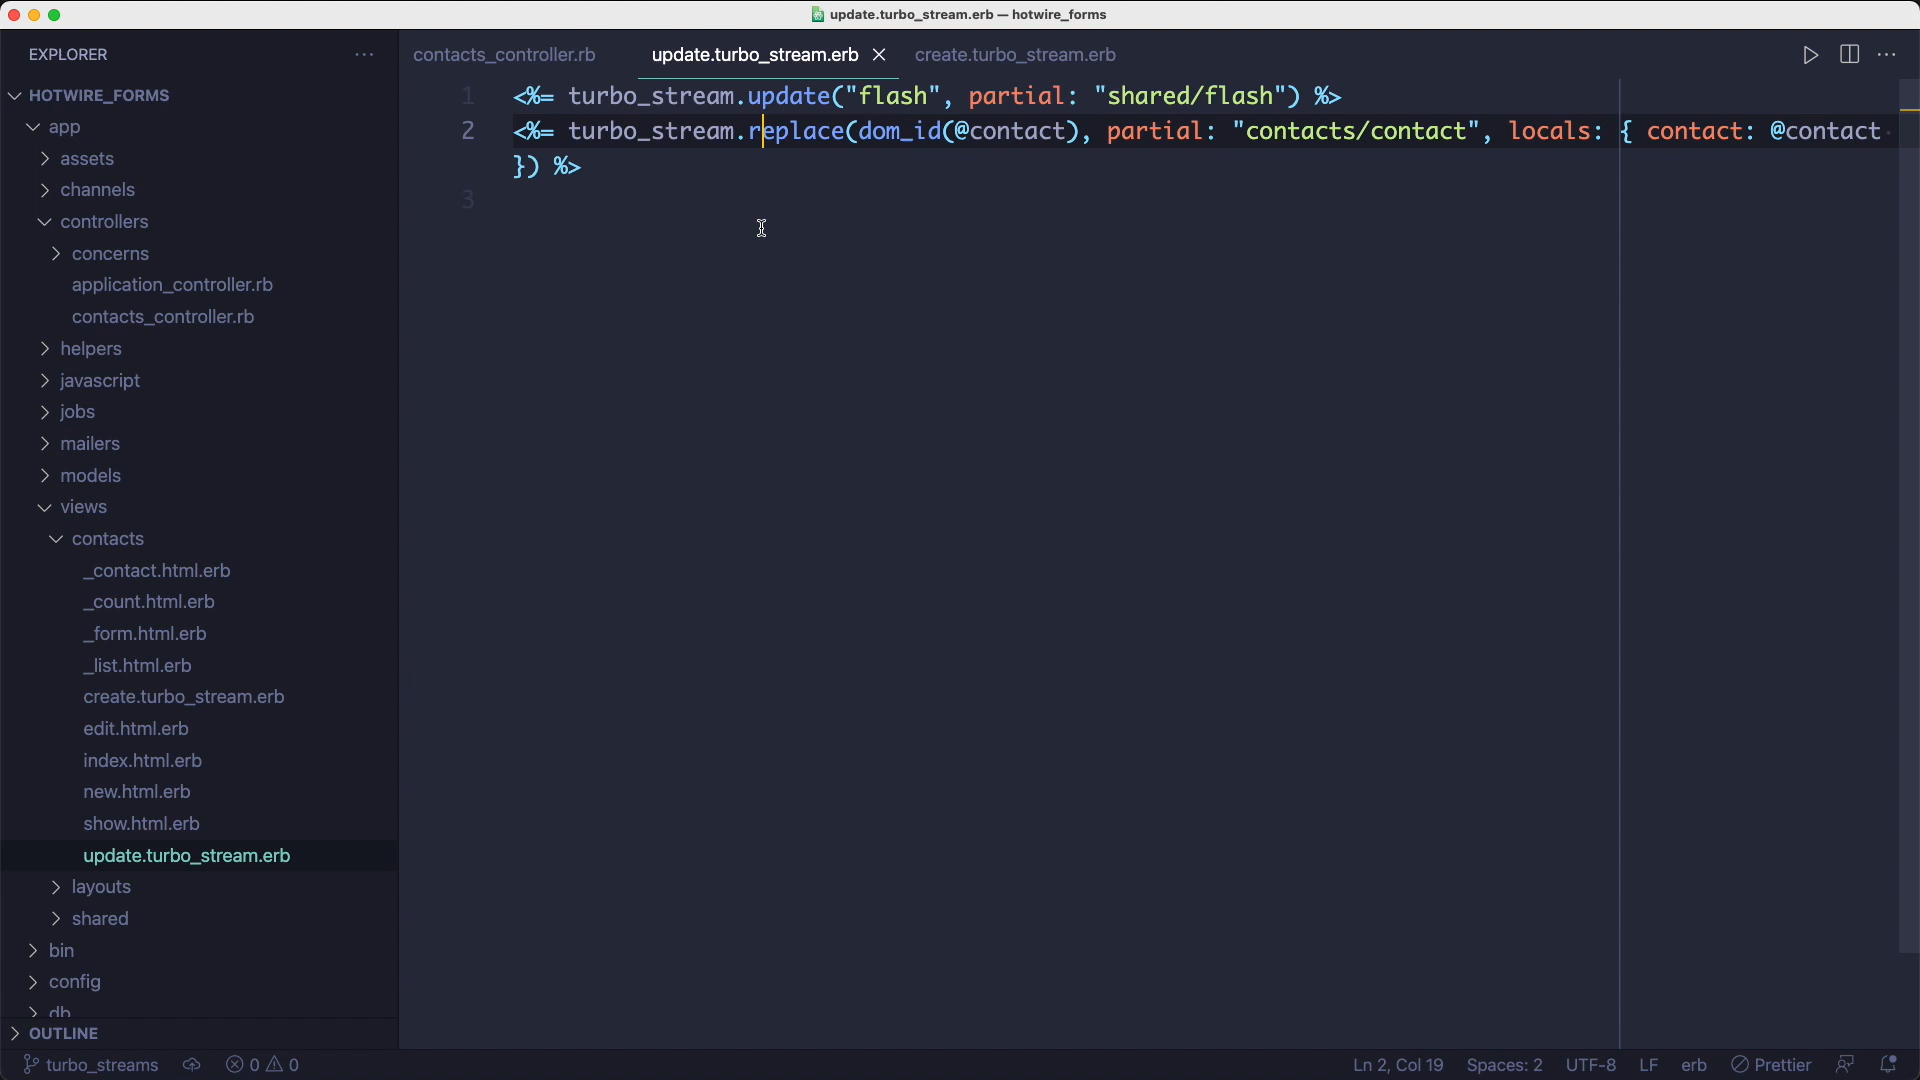 update.turbo_stream.erb — hotwire_forms
EXPLORER
contacts_controller.rb
update.turbo_stream.erb
create.turbo_stream.erb
HOTWIRE_FORMS
app
assets
channels
controllers
concerns
application_controller.rb
contacts_controller.rb
helpers
javascript
jobs
mailers
models
views
contacts
_contact.html.erb
_count.html.erb
_form.html.erb
_list.html.erb
create.turbo_stream.erb
edit.html.erb
index.html.erb
new.html.erb
show.html.erb
update.turbo_stream.erb
layouts
shared
bin
config
db
OUTLINE
1 <%= turbo_stream.update("flash", partial: "shared/flash") %>
2 <%= turbo_stream.replace(dom_id(@contact), partial: "contacts/contact", locals: { contact: @contact
}) %>
3
turbo_streams 0 0
Ln 2, Col 19 Spaces: 2 UTF-8 LF erb Prettier